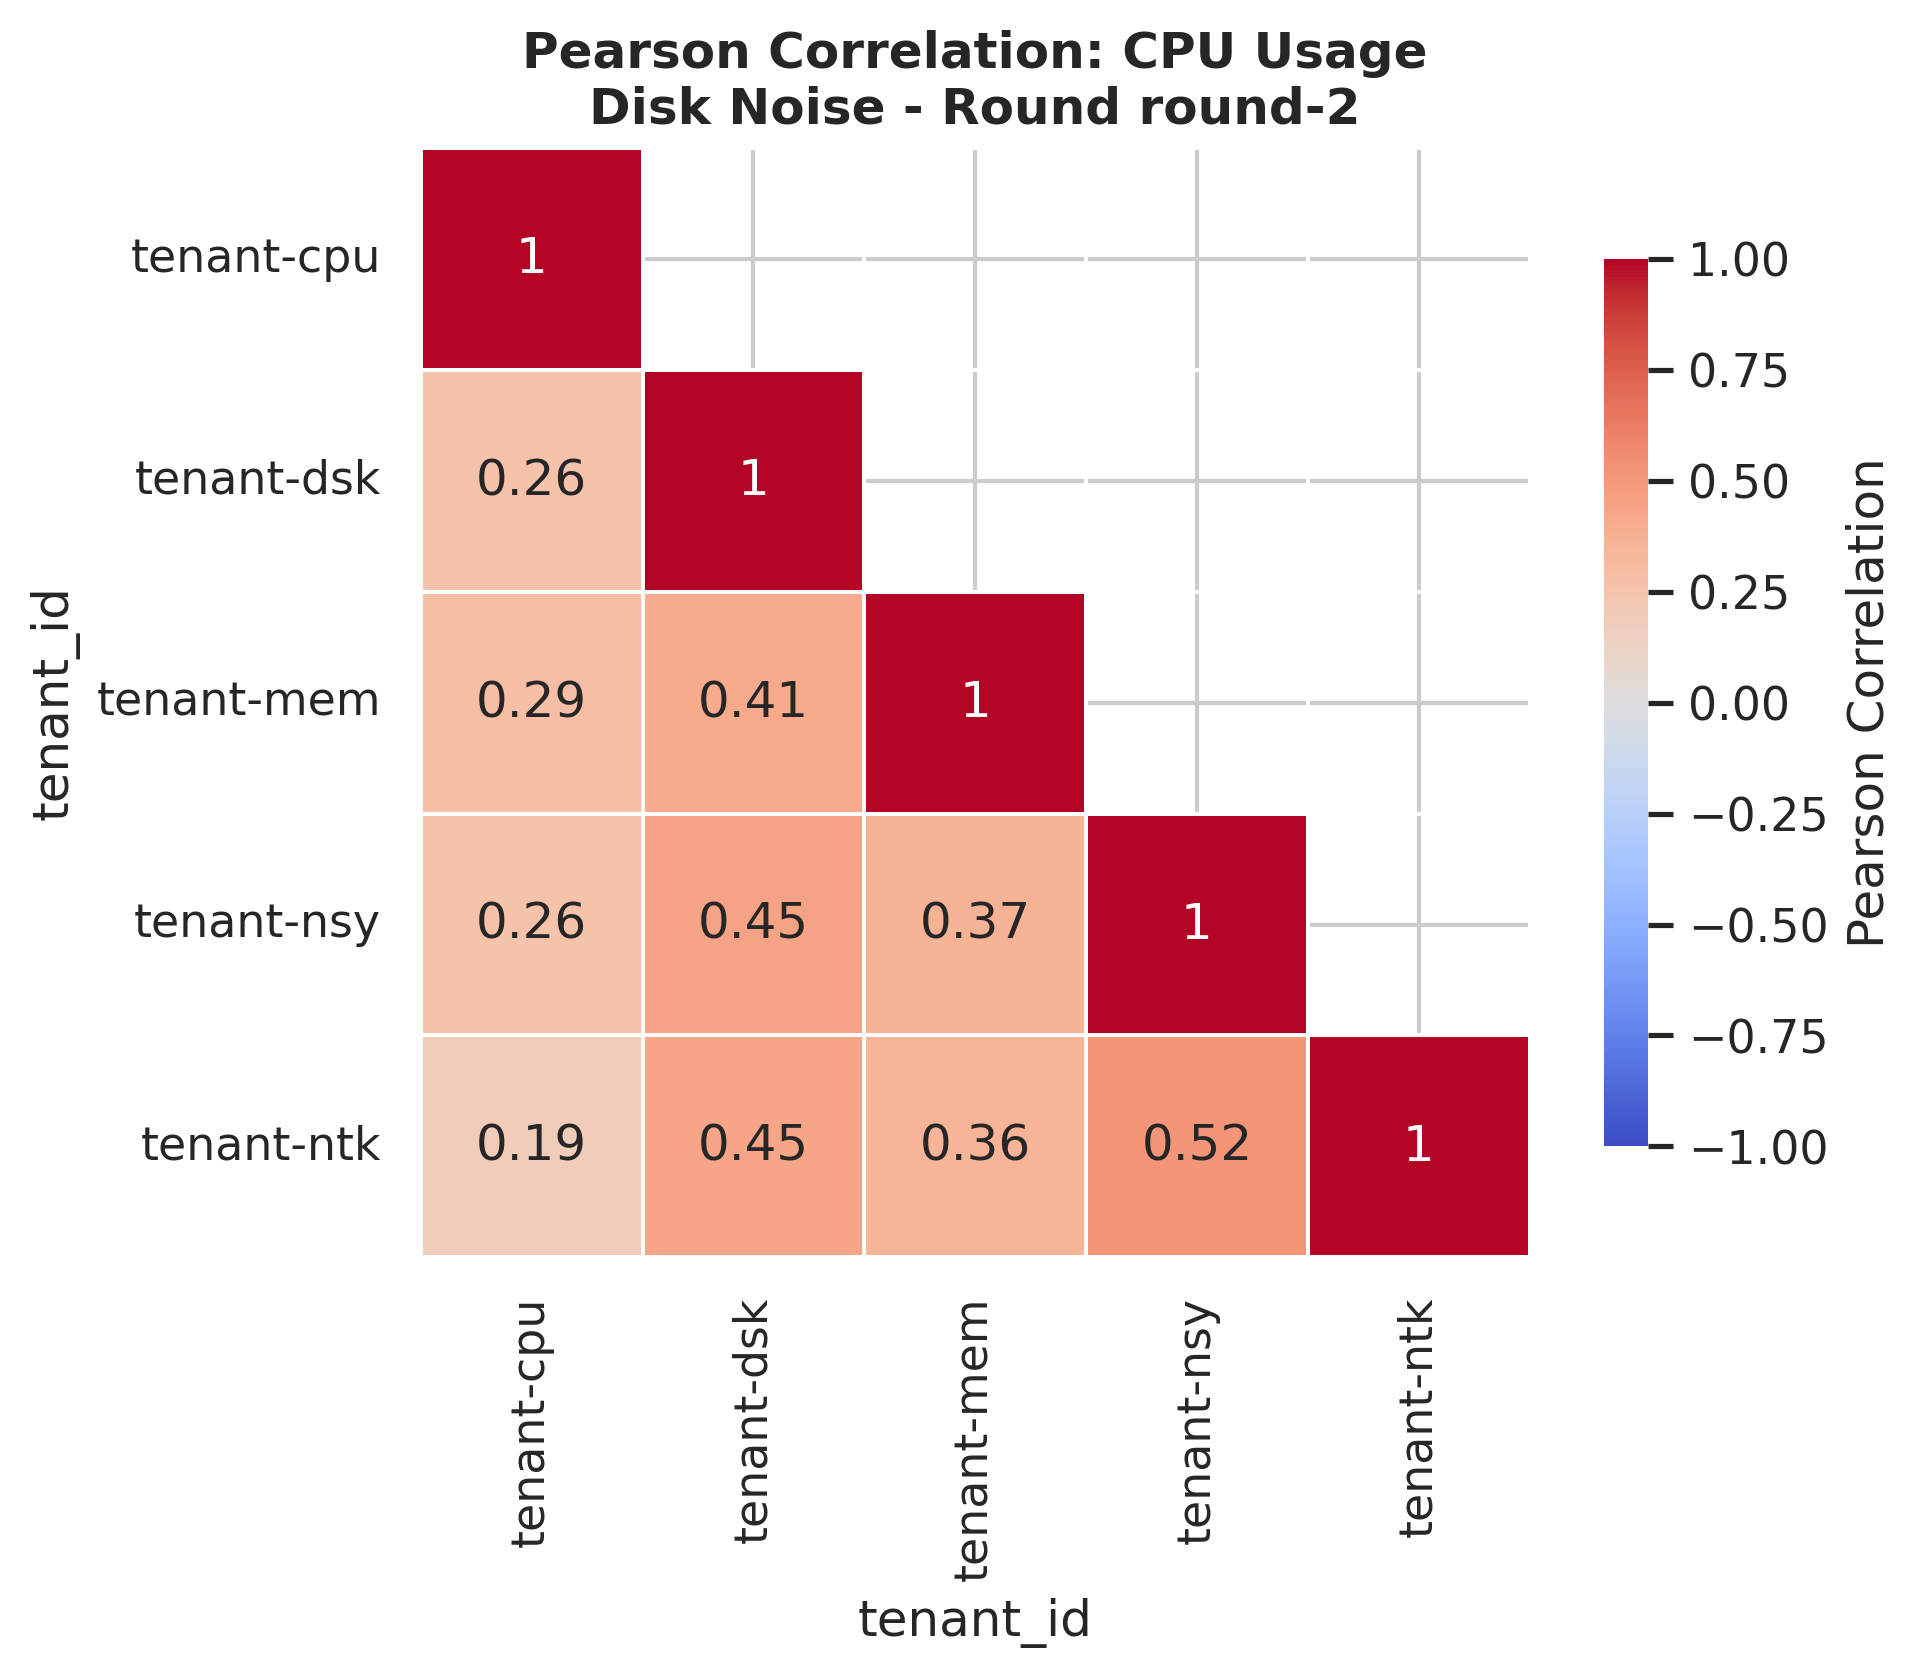 Pearson Correlation: CPU Usage
Disk Noise - Round round-2
tenant_id
tenant-cpu
1
tenant-dsk
0.26
1
tenant-mem
0.29
0.41
1
tenant-nsy
0.26
0.45
0.37
1
tenant-ntk
0.19
0.45
0.36
0.52
1
tenant-cpu
tenant-dsk
tenant-mem
tenant-nsy
tenant-ntk
tenant_id
1.00
0.75
0.50
0.25
0.00
−0.25
−0.50
−0.75
−1.00
Pearson Correlation